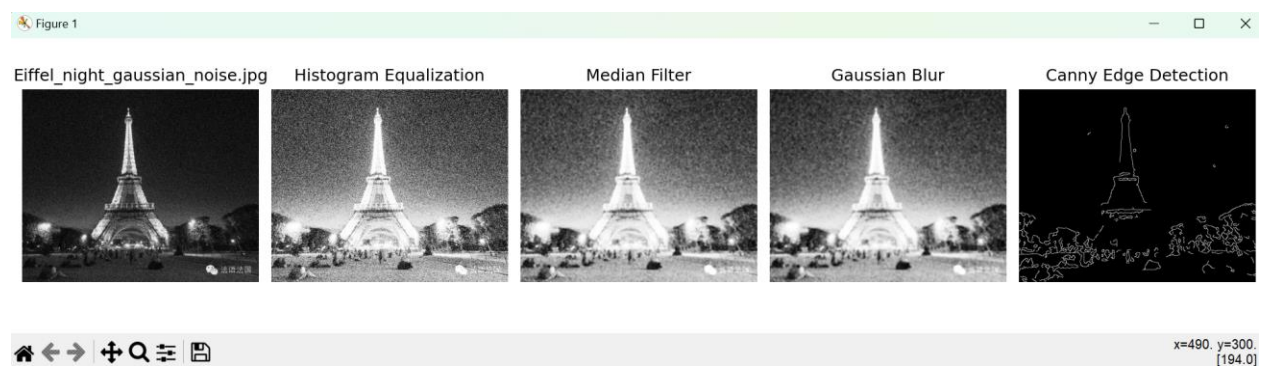 Figure 1
Eiffel_night_gaussian_noise.jpg
Histogram Equalization
Median Filter
Gaussian Blur
Canny Edge Detection
x=490. y=300.
[194.0]